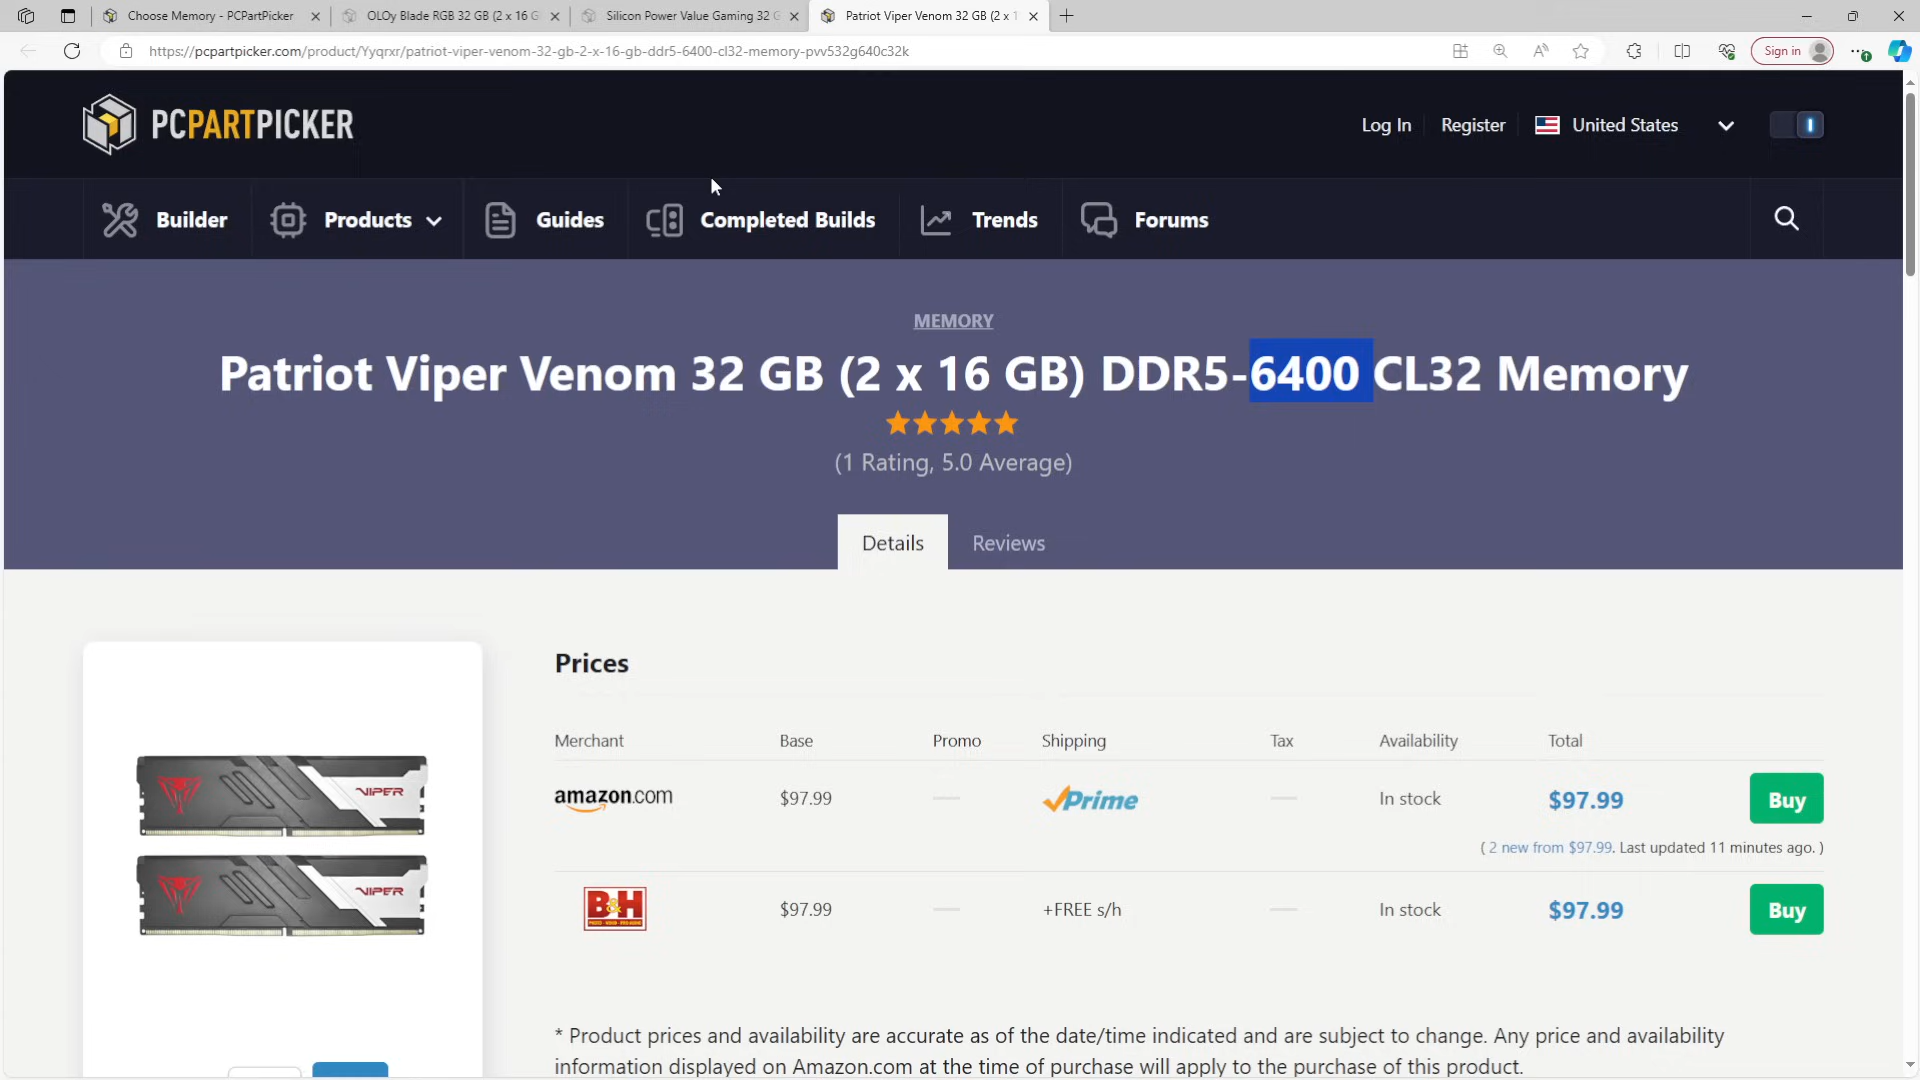 Choose Memory - PCPartPicker
OLOy Blade RGB 32 GB (2 x 16 G
Silicon Power Value Gaming 32 G
Patriot Viper Venom 32 GB (2 x 1
https://pcpartpicker.com/product/Yyqrxr/patriot-viper-venom-32-gb-2-x-16-gb-ddr5-6400-cl32-memory-pvv532g640c32k
Sign in
PCPARTPICKER
Log In
Register
United States
Builder
Products
Guides
Completed Builds
Trends
Forums
MEMORY
Patriot Viper Venom 32 GB (2 x 16 GB) DDR5-6400 CL32 Memory
(1 Rating, 5.0 Average)
Details
Reviews
Prices
Merchant Base Promo Shipping Tax Availability Total
amazon.com $97.99 — Prime — In stock $97.99 Buy
( 2 new from $97.99. Last updated 11 minutes ago. )
B&H $97.99 — +FREE s/h — In stock $97.99 Buy
VIPER
VIPER
* Product prices and availability are accurate as of the date/time indicated and are subject to change. Any price and availability
information displayed on Amazon.com at the time of purchase will apply to the purchase of this product.